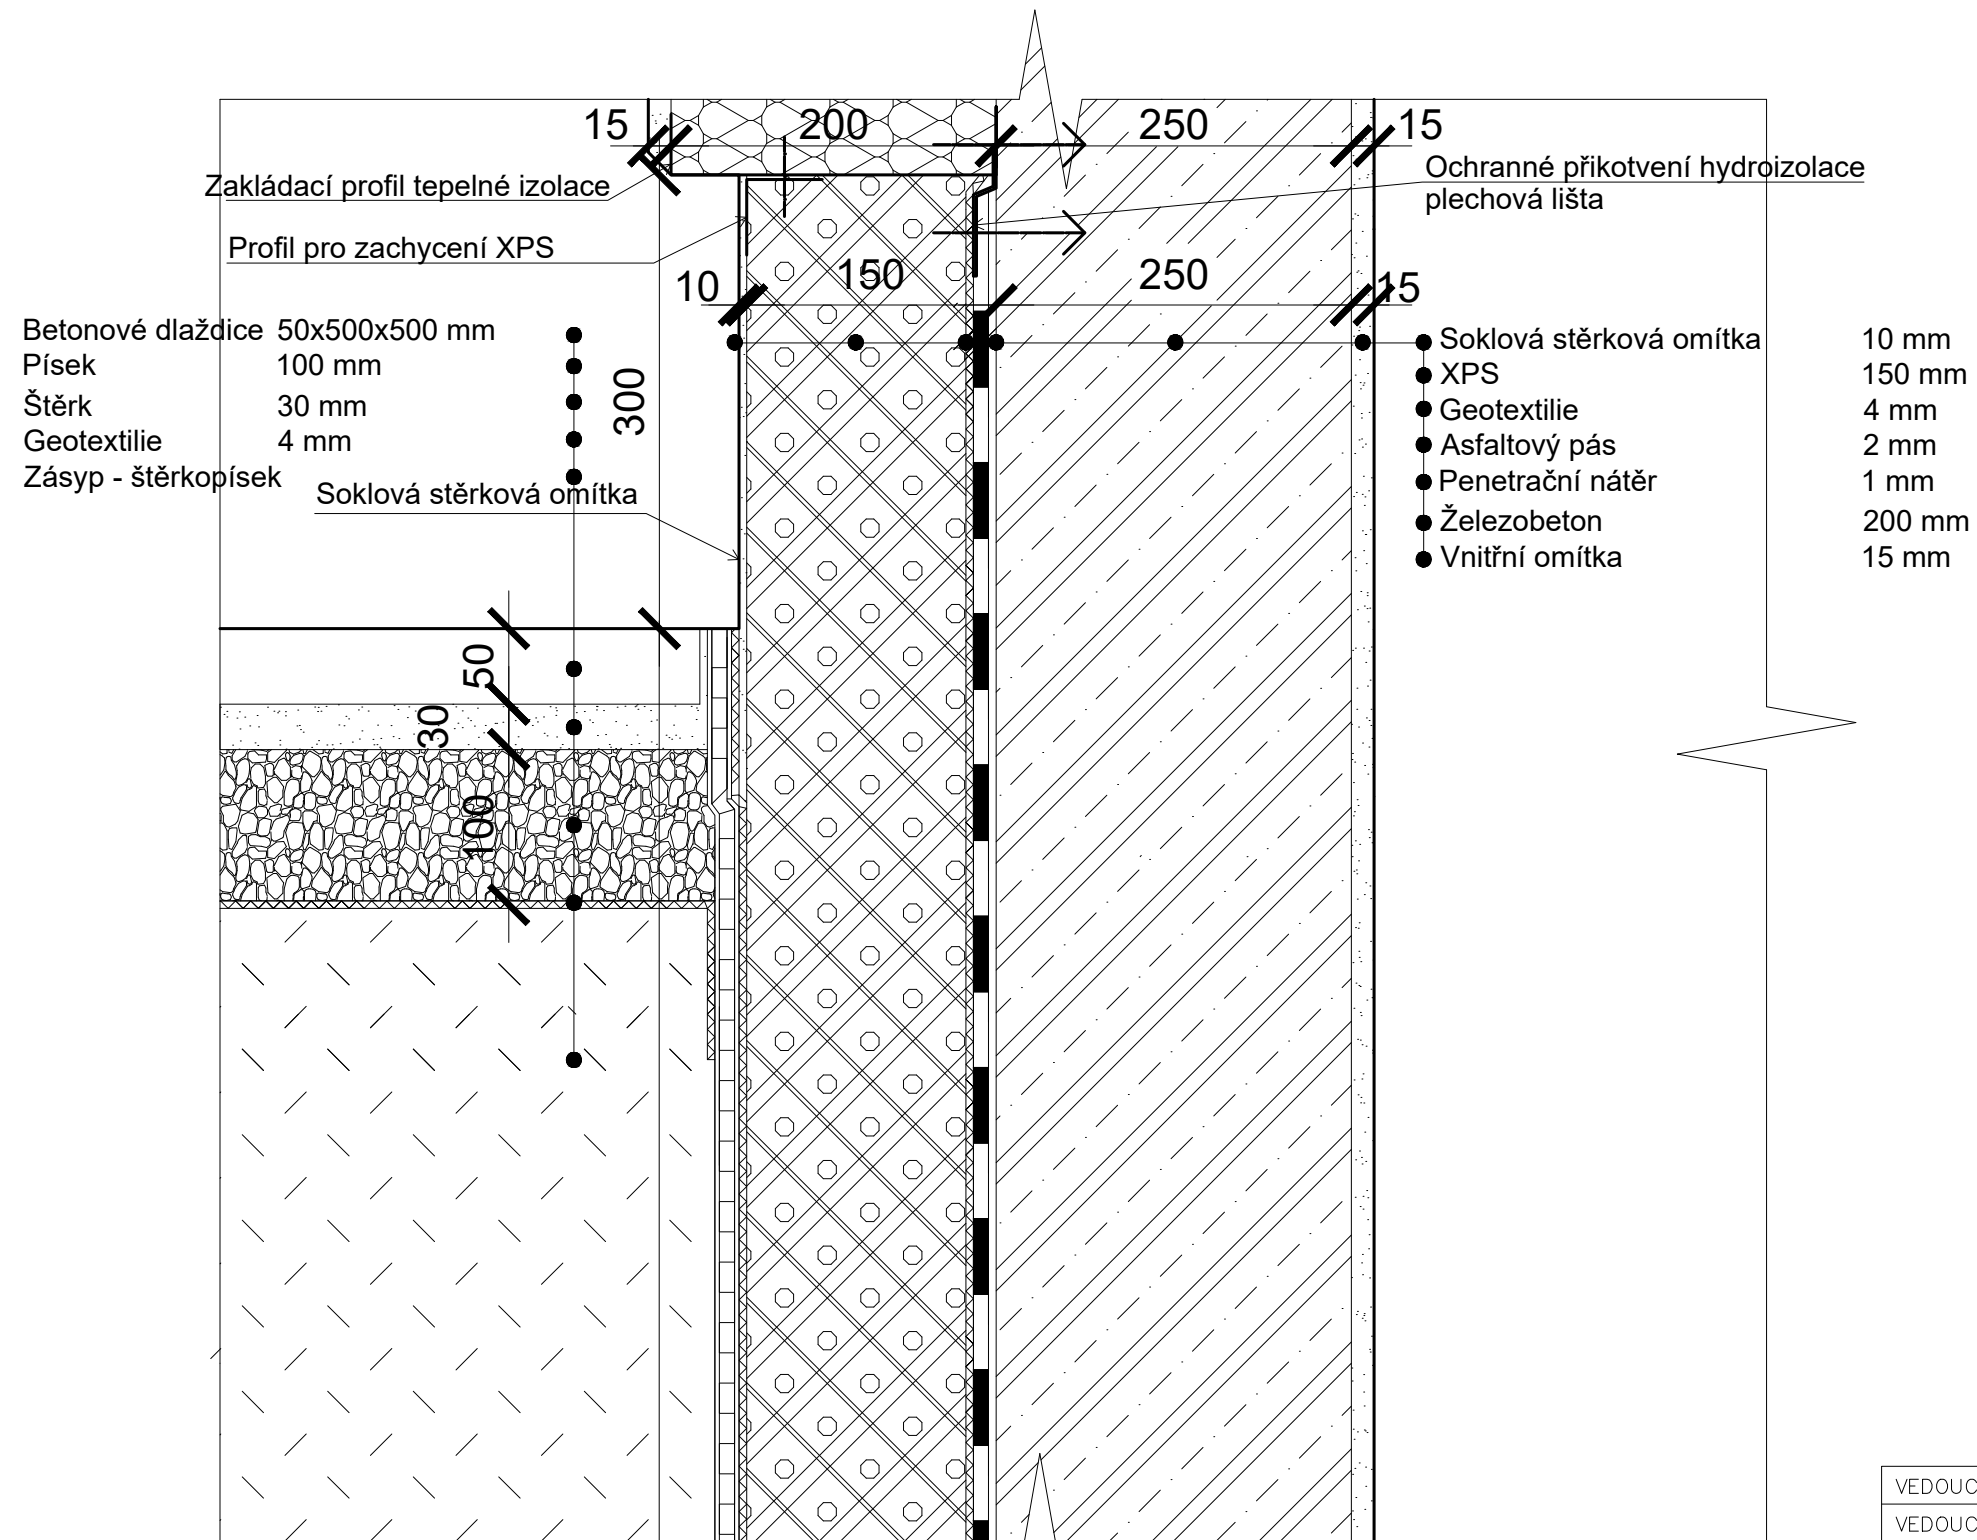 15
200
250
15
Ochranné přikotvení hydroizolace
plechová lišta
Zakládací profil tepelné izolace
Profil pro zachycení XPS
10
150
250
15
Betonové dlaždice 50x500x500 mm
Písek 100 mm
Štěrk 30 mm
Geotextilie 4 mm
Zásyp - štěrkopísek
300
Soklová stěrková omítka
Soklová stěrková omítka 10 mm
XPS 150 mm
Geotextilie 4 mm
Asfaltový pás 2 mm
Penetrační nátěr 1 mm
Železobeton 200 mm
Vnitřní omítka 15 mm
50
30
100
VEDOUC
VEDOUC